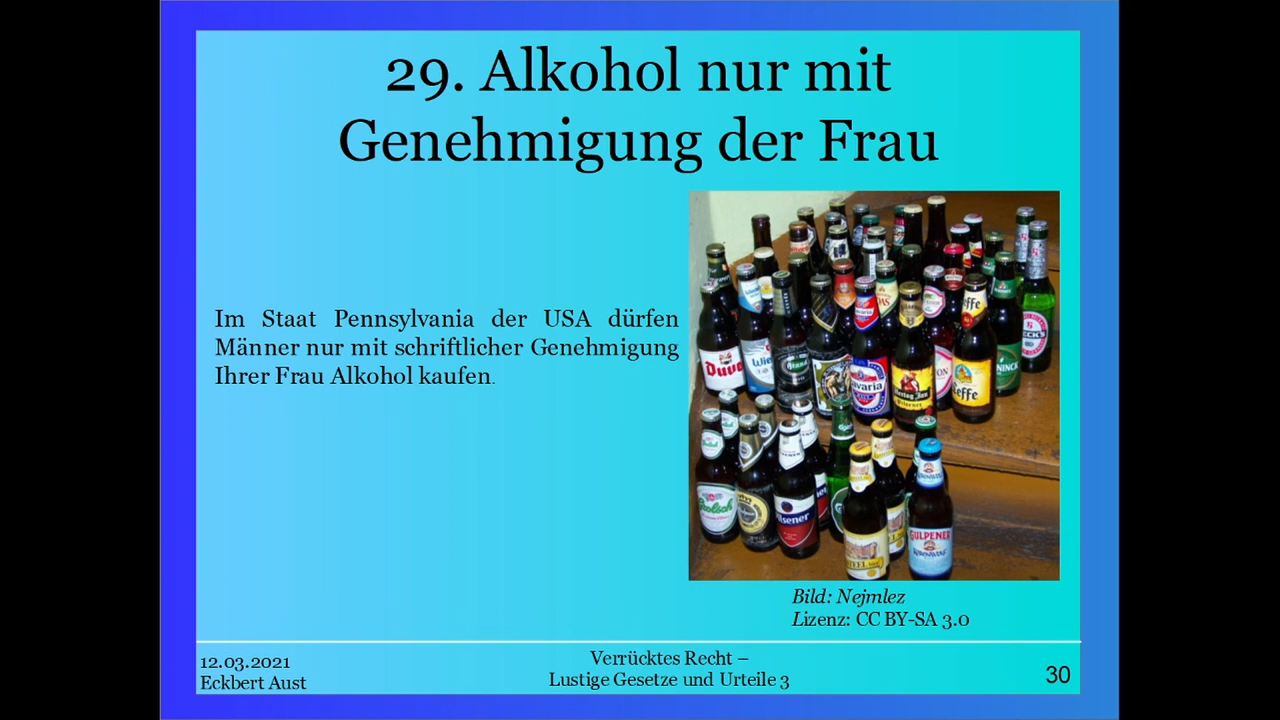 29. Alkohol nur mit
Genehmigung der Frau
Im Staat Pennsylvania der USA dürfen
Männer nur mit schriftlicher Genehmigung
Ihrer Frau Alkohol kaufen.
Bild: Nejmlez
Lizenz: CC BY-SA 3.0
12.03.2021
Eckbert Aust
Verrücktes Recht –
Lustige Gesetze und Urteile 3
30
Grolsch
GULPENER